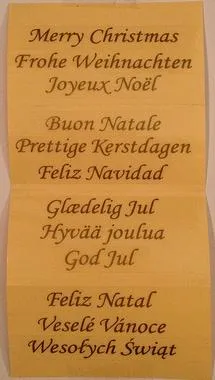 Merry Christmas
Frohe Weihnachten
Joyeux Noël
Buon Natale
Prettige Kerstdagen
Feliz Navidad
Glædelig Jul
Hyvää joulua
God Jul
Feliz Natal
Veselé Vánoce
Wesołych Świąt